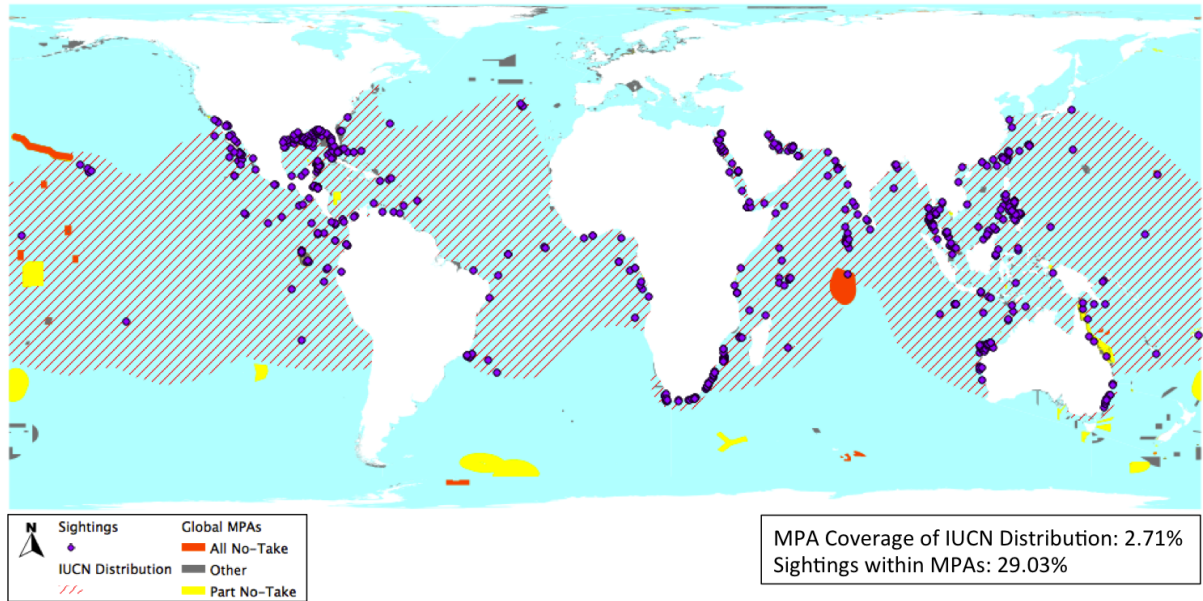 N
Sightings
IUCN Distribution
Global MPAs
All No-Take
Other
Part No-Take
MPA Coverage of IUCN Distribution: 2.71%
Sightings within MPAs: 29.03%